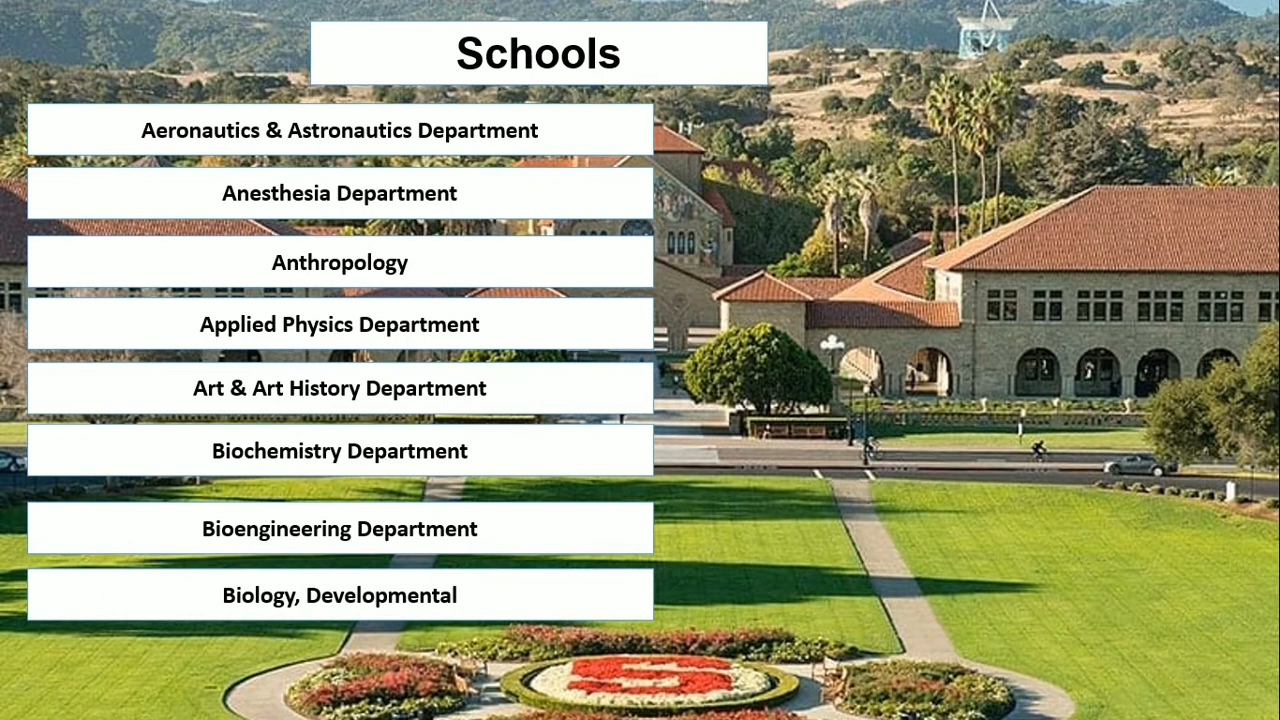 Schools
Aeronautics & Astronautics Department
Anesthesia Department
Anthropology
Applied Physics Department
Art & Art History Department
Biochemistry Department
Bioengineering Department
Biology, Developmental
S